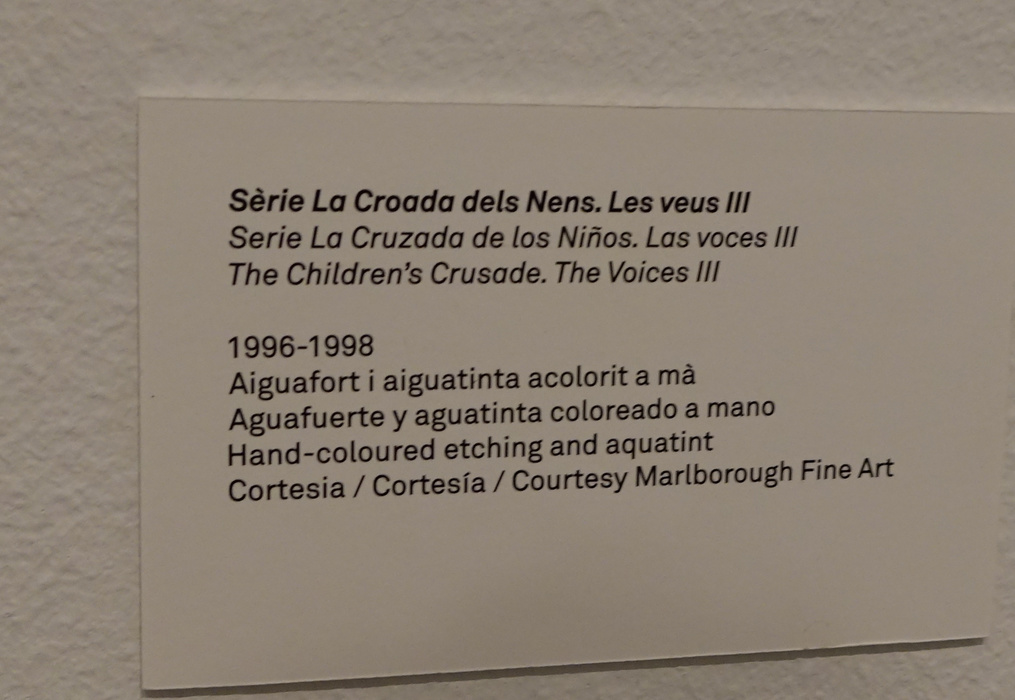 Sèrie La Croada dels Nens. Les veus III
Serie La Cruzada de los Niños. Las voces III
The Children's Crusade. The Voices III
1996-1998
Aiguafort i aiguatinta acolorit a mà
Aguafuerte y aguatinta coloreado a mano
Hand-coloured etching and aquatint
Cortesia / Cortesía / Courtesy Marlborough Fine Art